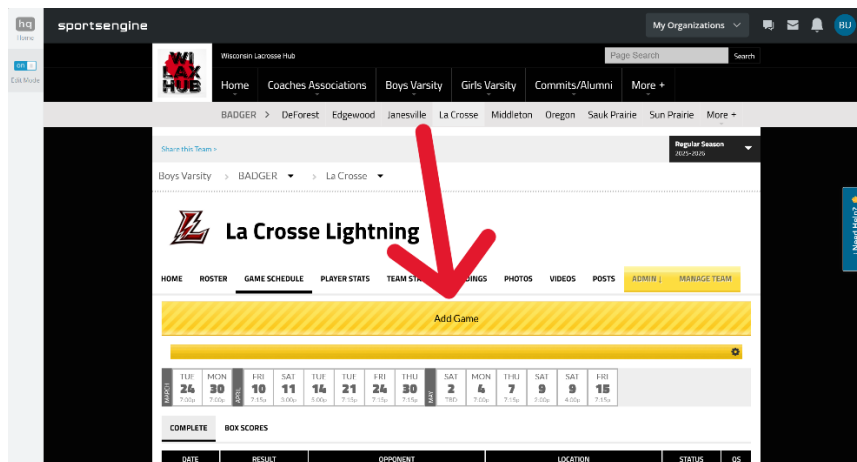 hq
sportsengine
My Organizations
BU
Home
on
Edit Mode
WI
LAX
HUB
Wisconsin Lacrosse Hub
Page Search
Search
Home Coaches Associations Boys Varsity Girls Varsity Commits/Alumni More +
BADGER > DeForest Edgewood Janesville La Crosse Middleton Oregon Sauk Prairie Sun Prairie More +
Share this Team »
Regular Season
2025-2026
Boys Varsity > BADGER > La Crosse
Need Help?
La Crosse Lightning
HOME ROSTER GAME SCHEDULE PLAYER STATS TEAM PHOTOS VIDEOS POSTS ADMIN ↓ MANAGE TEAM
Add Game
MARCH TUE MON APRIL FRI SAT TUE TUE FRI THU MAY SAT MON THU SAT SAT FRI
24 30 10 11 14 21 24 30 2 4 7 9 9 15
7:00p 7:00p 7:15p 3:00p 5:00p 7:15p 7:15p 7:15p TBD 7:00p 7:15p 2:00p 4:00p 7:15p
COMPLETE BOX SCORES
DATE RESULT OPPONENT LOCATION STATUS OS